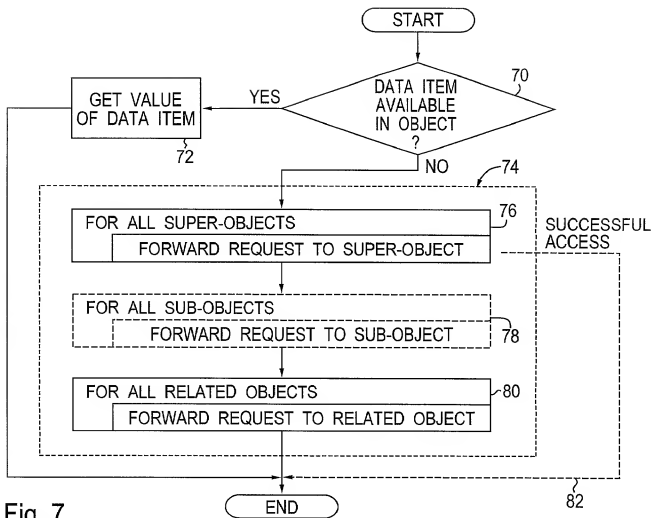 START
DATA ITEM
AVAILABLE
IN OBJECT
?
70
YES
GET VALUE
OF DATA ITEM
72
NO
74
FOR ALL SUPER-OBJECTS
76
FORWARD REQUEST TO SUPER-OBJECT
SUCCESSFUL
ACCESS
FOR ALL SUB-OBJECTS
FORWARD REQUEST TO SUB-OBJECT
78
FOR ALL RELATED OBJECTS
80
FORWARD REQUEST TO RELATED OBJECT
82
END
Fig. 7